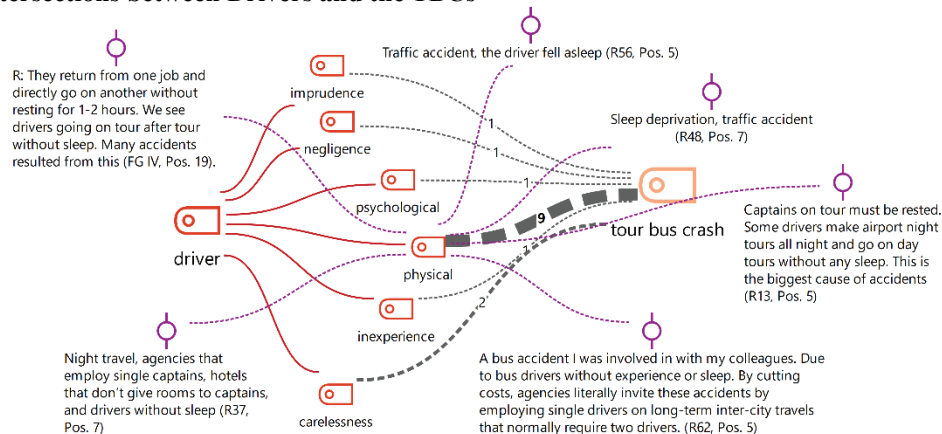 tersections between Drivers and the TBCs
R: They return from one job and
directly go on another without
resting for 1-2 hours. We see
drivers going on tour after tour
without sleep. Many accidents
resulted from this (FG IV, Pos. 19).
Traffic accident, the driver fell asleep (R56, Pos. 5)
imprudence
negligence
psychological
driver
physical
inexperience
carelessness
1
1
1
9
1
2
tour bus crash
Sleep deprivation, traffic accident
(R48, Pos. 7)
Captains on tour must be rested.
Some drivers make airport night
tours all night and go on day
tours without any sleep. This is
the biggest cause of accidents
(R13, Pos. 5)
Night travel, agencies that
employ single captains, hotels
that don't give rooms to captains,
and drivers without sleep (R37,
Pos. 7)
A bus accident I was involved in with my colleagues. Due
to bus drivers without experience or sleep. By cutting
costs, agencies literally invite these accidents by
employing single drivers on long-term inter-city travels
that normally require two drivers. (R62, Pos. 5)